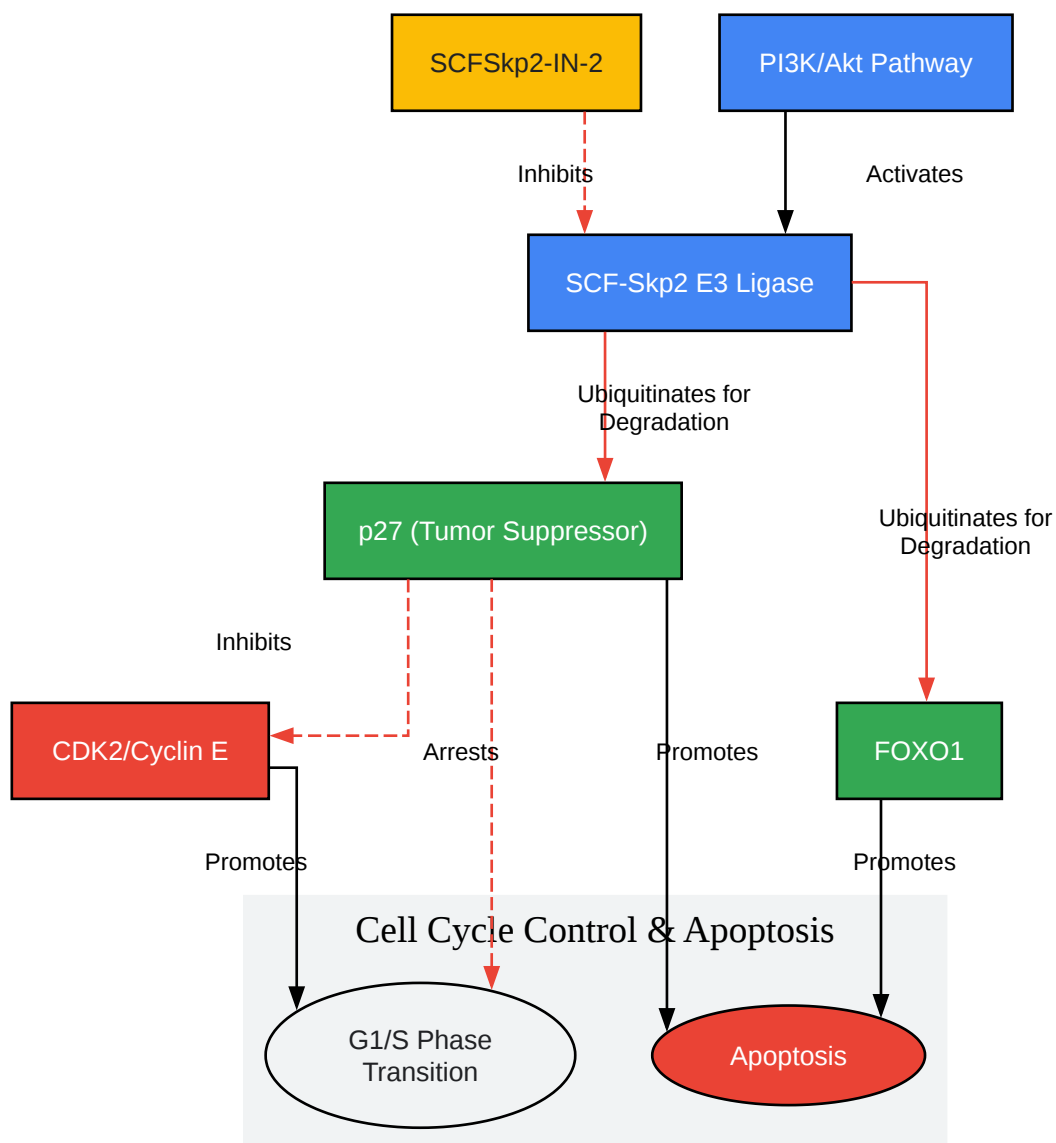 SCFSkp2-IN-2
PI3K/Akt Pathway
Inhibits
Activates
SCF-Skp2 E3 Ligase
Ubiquitinates for
Degradation
p27 (Tumor Suppressor)
Ubiquitinates for
Degradation
Inhibits
CDK2/Cyclin E
Arrests
Promotes
FOXO1
Promotes
Promotes
Cell Cycle Control & Apoptosis
G1/S Phase
Transition
Apoptosis